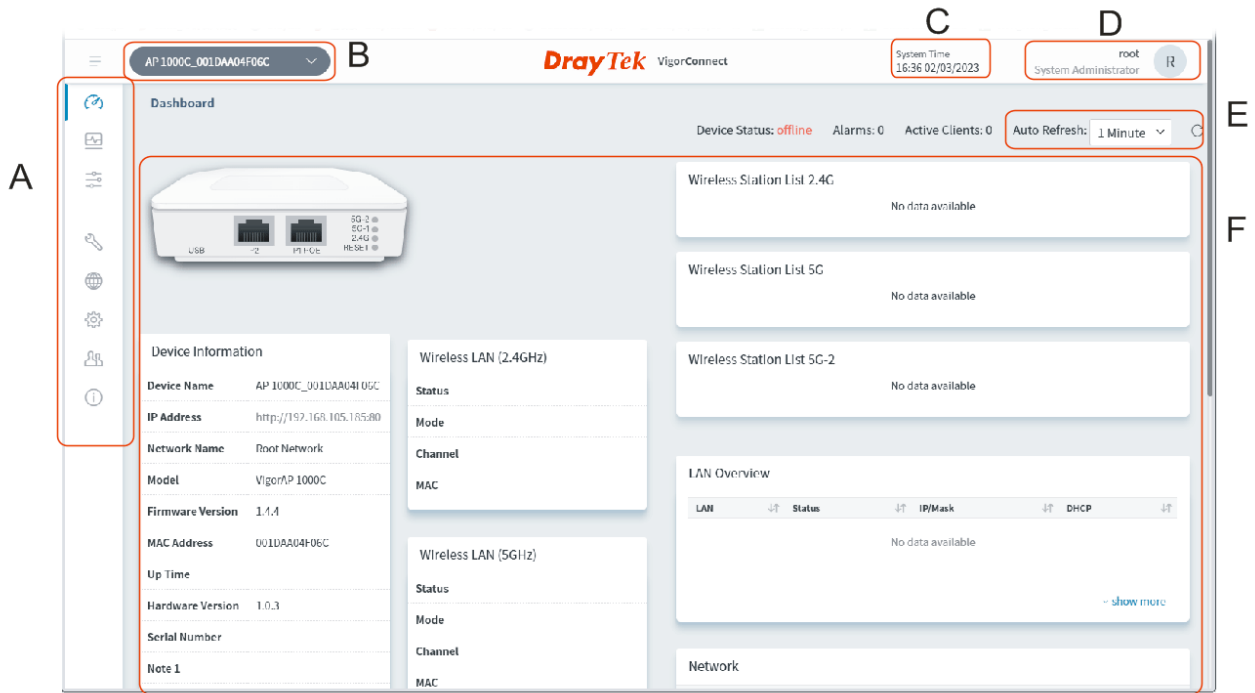 C
D
B
AP 1000C_001DAA04F06C
DrayTek VigorConnect
System Time
16:36 02/03/2023
root
System Administrator
R
Dashboard
E
Device Status: offline Alarms: 0 Active Clients: 0 Auto Refresh: 1 Minute
A
Wireless Station List 2.4G
No data available
F
5G-2
5G-1
2.4G
RESET
USB P2 P1 POE
Wireless Station List 5G
No data available
Wireless Station List 5G-2
No data available
Device Information
Device Name AP 1000C_001DAA04F06C
IP Address http://192.168.105.185:80
Network Name Root Network
Model VigorAP 1000C
Firmware Version 1.4.4
MAC Address 001DAA04F06C
Up Time
Hardware Version 1.0.3
Serial Number
Note 1
Wireless LAN (2.4GHz)
Status
Mode
Channel
MAC
Wireless LAN (5GHz)
Status
Mode
Channel
MAC
LAN Overview
LAN Status IP/Mask DHCP
No data available
show more
Network